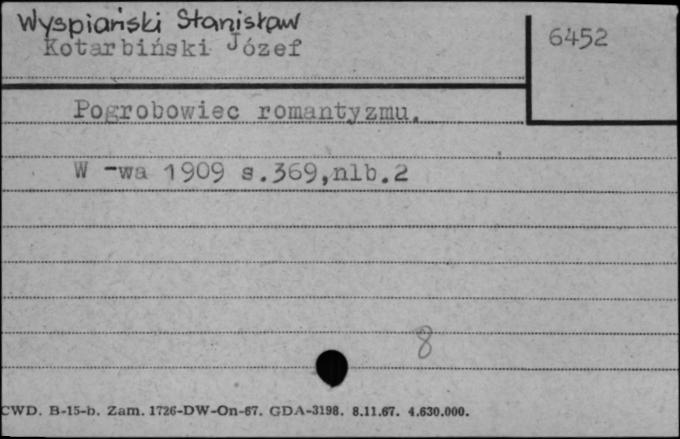 Wyspiański Stanisław
Kotarbiński Józef
6452
Pogrobowiec romantyzmu.
W -wa 1909 s.369,nlb.2
8
CWD. B-15-b. Zam. 1726-DW-On-67. GDA-3198. 8.11.67. 4.630.000.